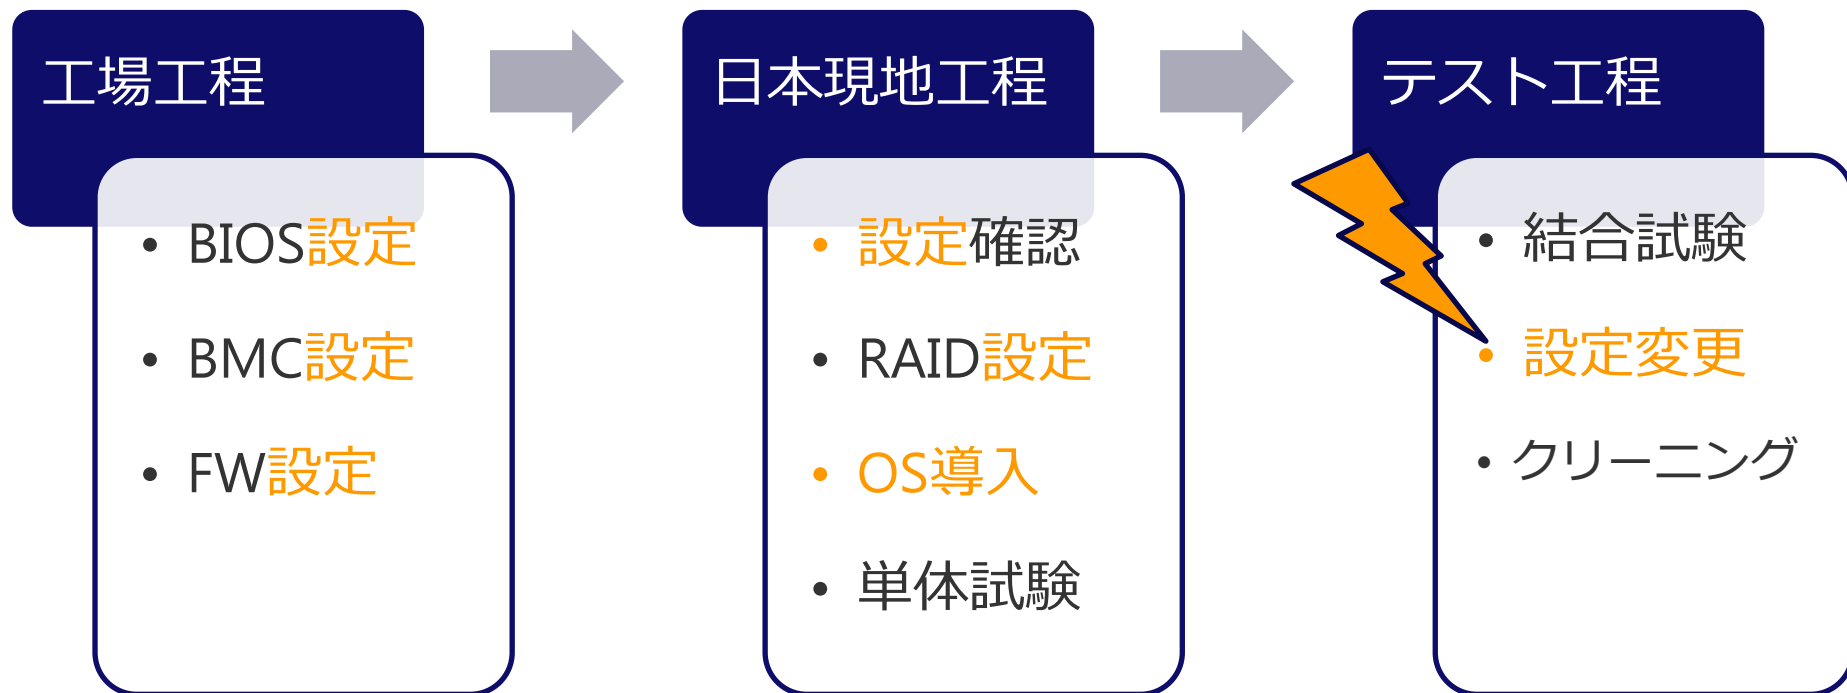 工場工程
• BIOS設定
• BMC設定
• FW設定
日本現地工程
• 設定確認
• RAID設定
• OS導入
• 単体試験
テスト工程
• 結合試験
• 設定変更
• クリーニング